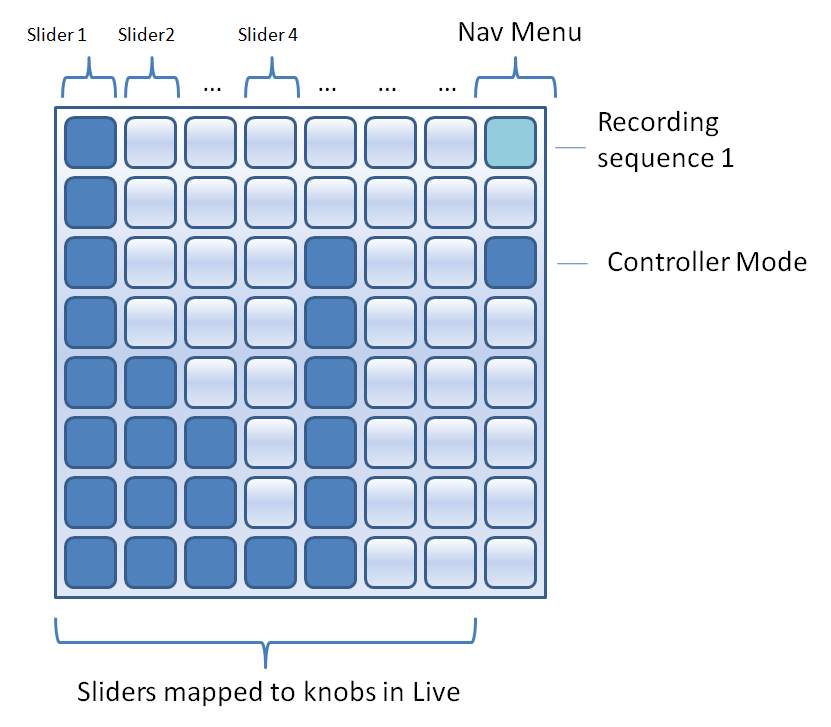 Slider 1
Slider2
Slider 4
Nav Menu
... ... ... ...
Recording
sequence 1
Controller Mode
Sliders mapped to knobs in Live